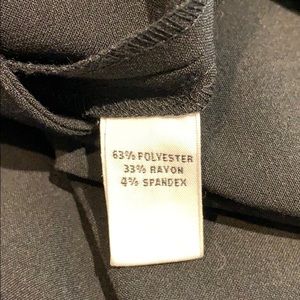 63% POLYESTER
33% RAYON
4% SPANDEX